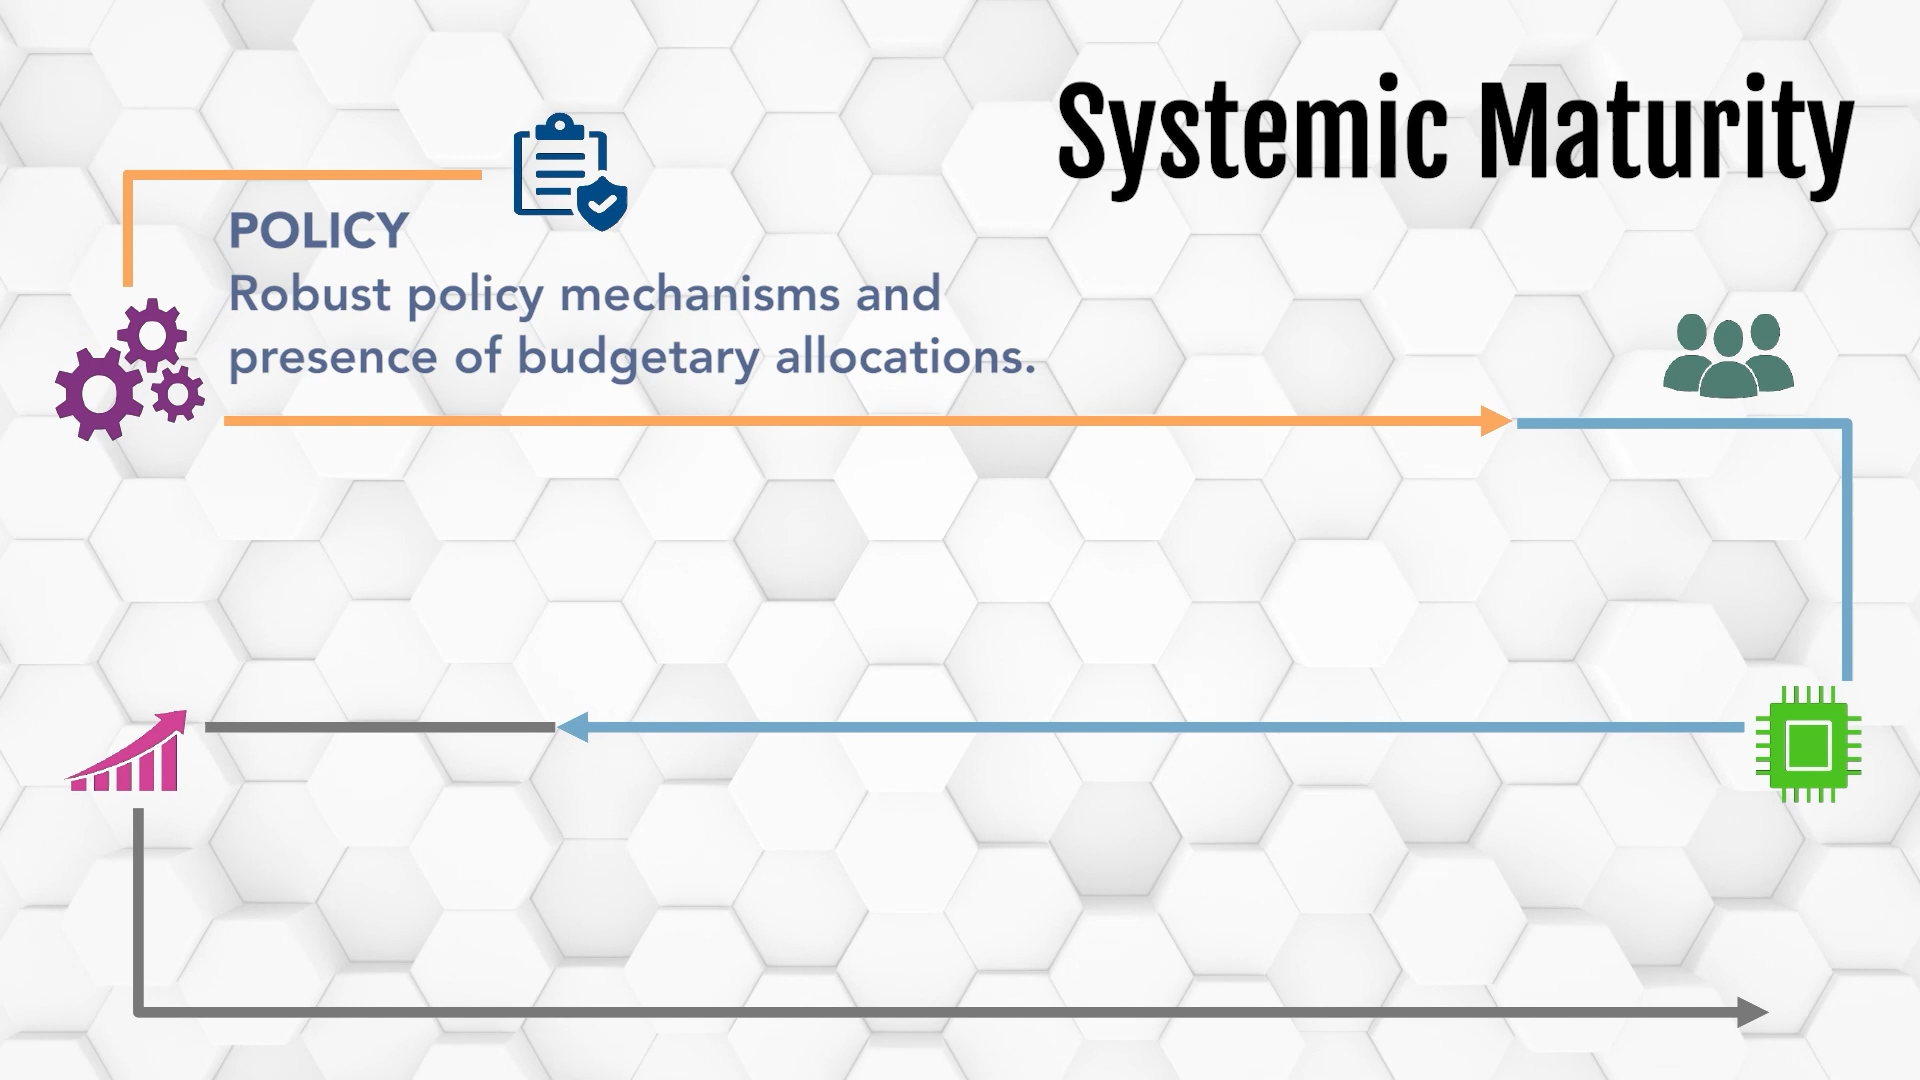 Systemic Maturity
POLICY
Robust policy mechanisms and
presence of budgetary allocations.